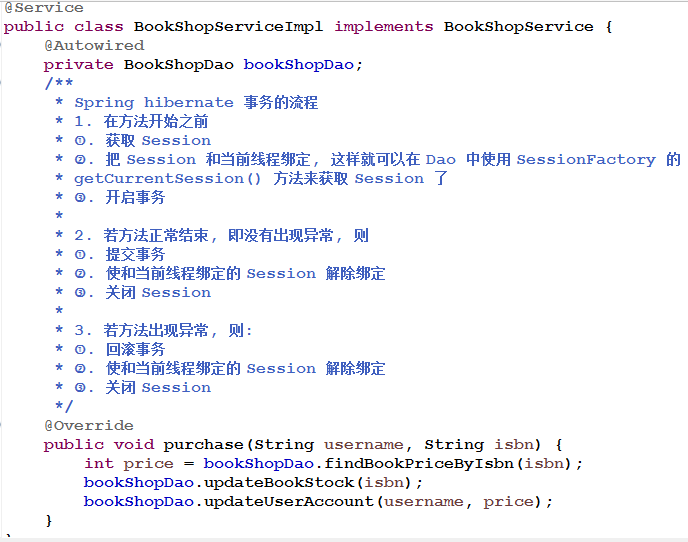 @Service
public class BookShopServiceImpl implements BookShopService {
@Autowired
private BookShopDao bookShopDao;
/**
* Spring hibernate 事务的流程
* 1. 在方法开始之前
* ①. 获取 Session
* ②. 把 Session 和当前线程绑定, 这样就可以在 Dao 中使用 SessionFactory 的
* getCurrentSession() 方法来获取 Session 了
* ③. 开启事务
*
* 2. 若方法正常结束, 即没有出现异常, 则
* ①. 提交事务
* ②. 使和当前线程绑定的 Session 解除绑定
* ③. 关闭 Session
*
* 3. 若方法出现异常, 则:
* ①. 回滚事务
* ②. 使和当前线程绑定的 Session 解除绑定
* ③. 关闭 Session
*/
@Override
public void purchase(String username, String isbn) {
int price = bookShopDao.findBookPriceByIsbn(isbn);
bookShopDao.updateBookStock(isbn);
bookShopDao.updateUserAccount(username, price);
}
}